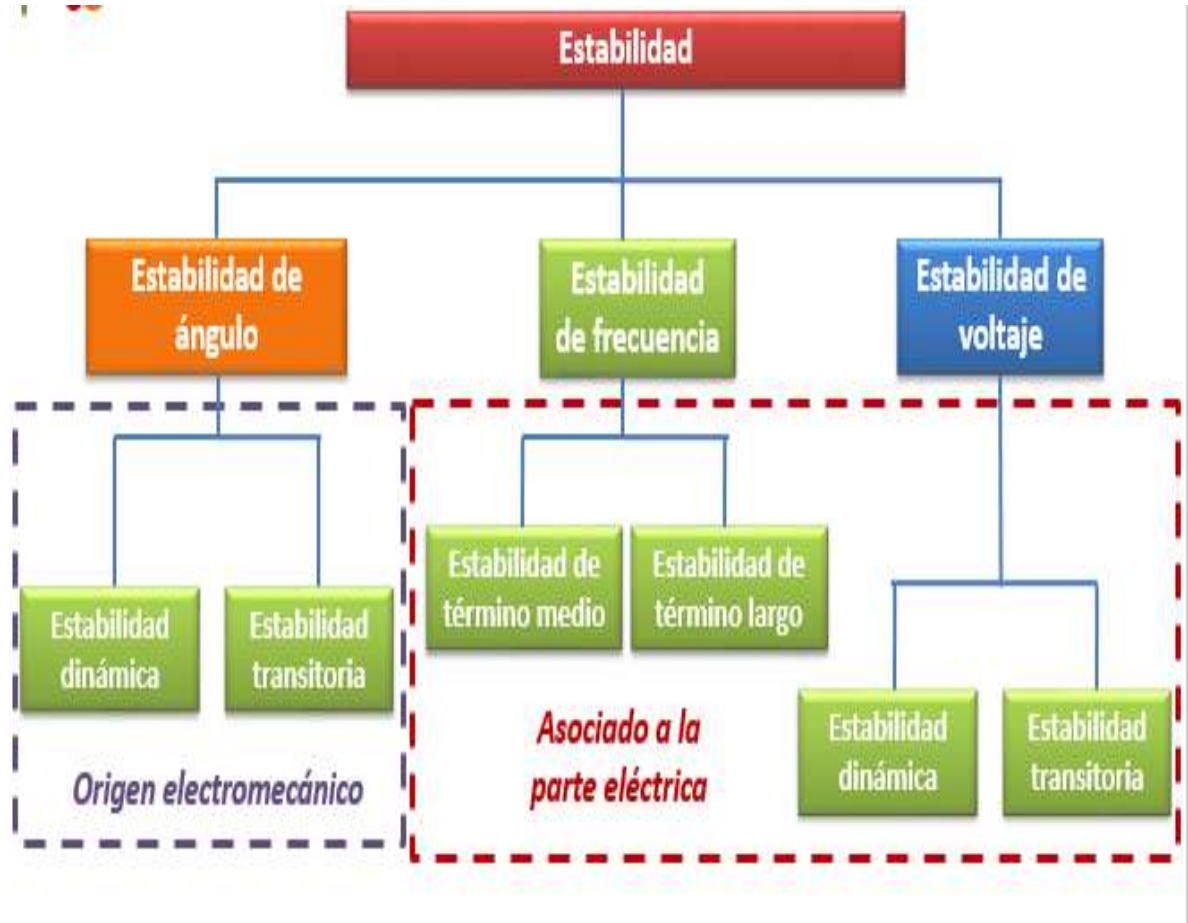 Estabilidad
Estabilidad de
ángulo
Estabilidad
de frecuencia
Estabilidad de
voltaje
Estabilidad
dinámica
Estabilidad
transitoria
Origen electromecánico
Estabilidad de
término medio
Estabilidad de
término largo
Asociado a la
parte eléctrica
Estabilidad
dinámica
Estabilidad
transitoria